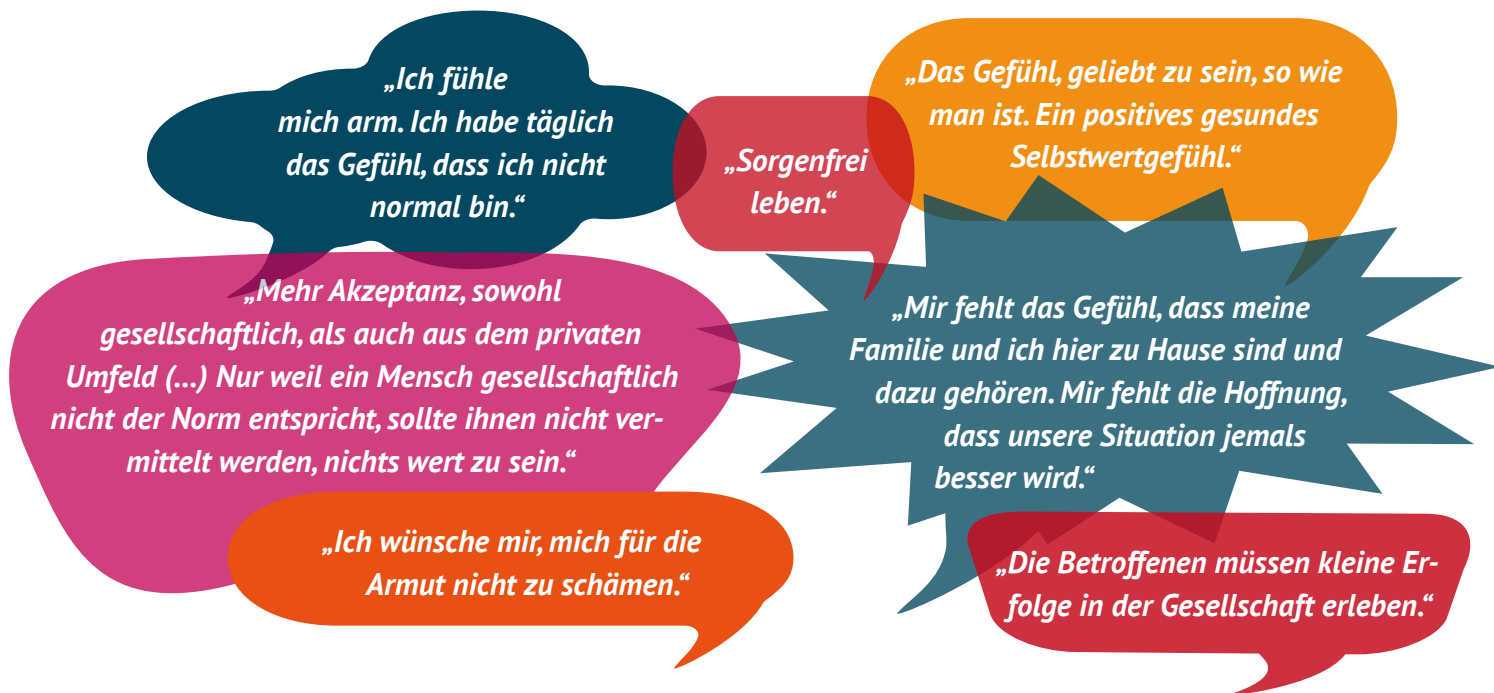 „Ich fühle
mich arm. Ich habe täglich
das Gefühl, dass ich nicht
normal bin.“
„Sorgenfrei
leben.“
„Das Gefühl, geliebt zu sein, so wie
man ist. Ein positives gesundes
Selbstwertgefühl.“
„Mehr Akzeptanz, sowohl
gesellschaftlich, als auch aus dem privaten
Umfeld (...) Nur weil ein Mensch gesellschaftlich
nicht der Norm entspricht, sollte ihnen nicht ver-
mittelt werden, nichts wert zu sein.“
„Mir fehlt das Gefühl, dass meine
Familie und ich hier zu Hause sind und
dazu gehören. Mir fehlt die Hoffnung,
dass unsere Situation jemals
besser wird.“
„Ich wünsche mir, mich für die
Armut nicht zu schämen.“
„Die Betroffenen müssen kleine Er-
folge in der Gesellschaft erleben.“